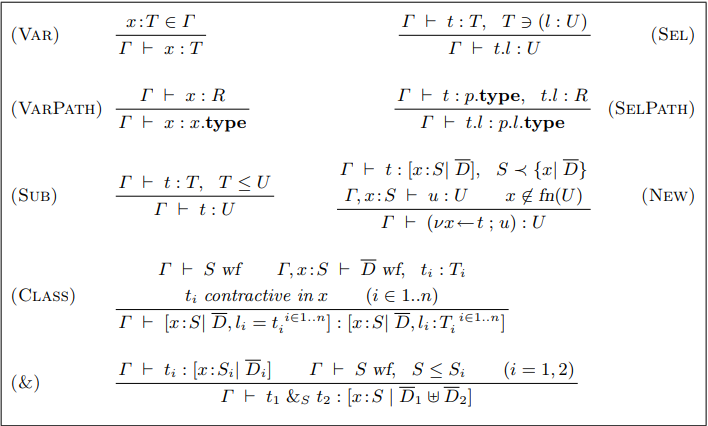 (VAR) x:T ∈ Γ / Γ ⊢ x : T
Γ ⊢ t : T, T ∋ (l : U) / Γ ⊢ t.l : U (SEL)
(VARPATH) Γ ⊢ x : R / Γ ⊢ x : x.type
Γ ⊢ t : p.type, t.l : R / Γ ⊢ t.l : p.l.type (SELPATH)
(SUB) Γ ⊢ t : T, T ≤ U / Γ ⊢ t : U
Γ ⊢ t : [x:S| D̅], S ≺ {x| D̅}
Γ, x:S ⊢ u : U x ∉ fn(U) / Γ ⊢ (νx←t ; u) : U (NEW)
(CLASS) Γ ⊢ S wf Γ, x:S ⊢ D̅ wf, tᵢ : Tᵢ
tᵢ contractive in x (i ∈ 1..n)
Γ ⊢ [x:S| D̅, lᵢ = tᵢ^{i∈1..n}] : [x:S| D̅, lᵢ:Tᵢ^{i∈1..n}]
(&) Γ ⊢ tᵢ : [x:Sᵢ| D̅ᵢ] Γ ⊢ S wf, S ≤ Sᵢ (i = 1, 2)
Γ ⊢ t₁ &_S t₂ : [x:S | D̅₁ ⊎ D̅₂]